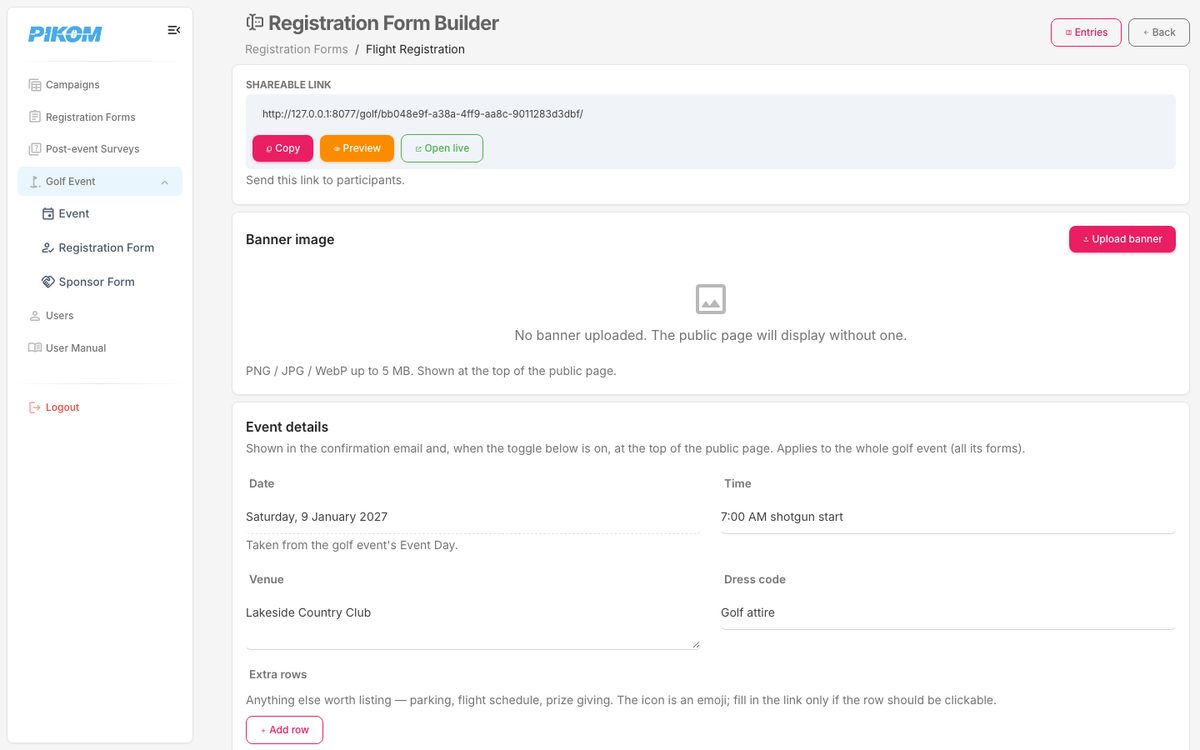 PIKOM
Campaigns
Registration Forms
Post-event Surveys
Golf Event
Event
Registration Form
Sponsor Form
Users
User Manual
Logout
Registration Form Builder
Registration Forms / Flight Registration
Entries
Back
SHAREABLE LINK
http://127.0.0.1:8077/golf/bb048e9f-a38a-4ff9-aa8c-9011283d3dbf/
Copy
Preview
Open live
Send this link to participants.
Banner image
Upload banner
No banner uploaded. The public page will display without one.
PNG / JPG / WebP up to 5 MB. Shown at the top of the public page.
Event details
Shown in the confirmation email and, when the toggle below is on, at the top of the public page. Applies to the whole golf event (all its forms).
Date
Time
Saturday, 9 January 2027
7:00 AM shotgun start
Taken from the golf event's Event Day.
Venue
Dress code
Lakeside Country Club
Golf attire
Extra rows
Anything else worth listing — parking, flight schedule, prize giving. The icon is an emoji; fill in the link only if the row should be clickable.
+ Add row